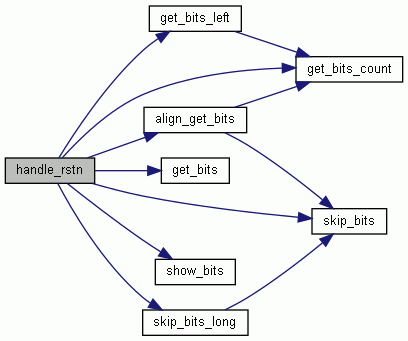 get_bits_left
get_bits_count
align_get_bits
handle_rstn
get_bits
skip_bits
show_bits
skip_bits_long